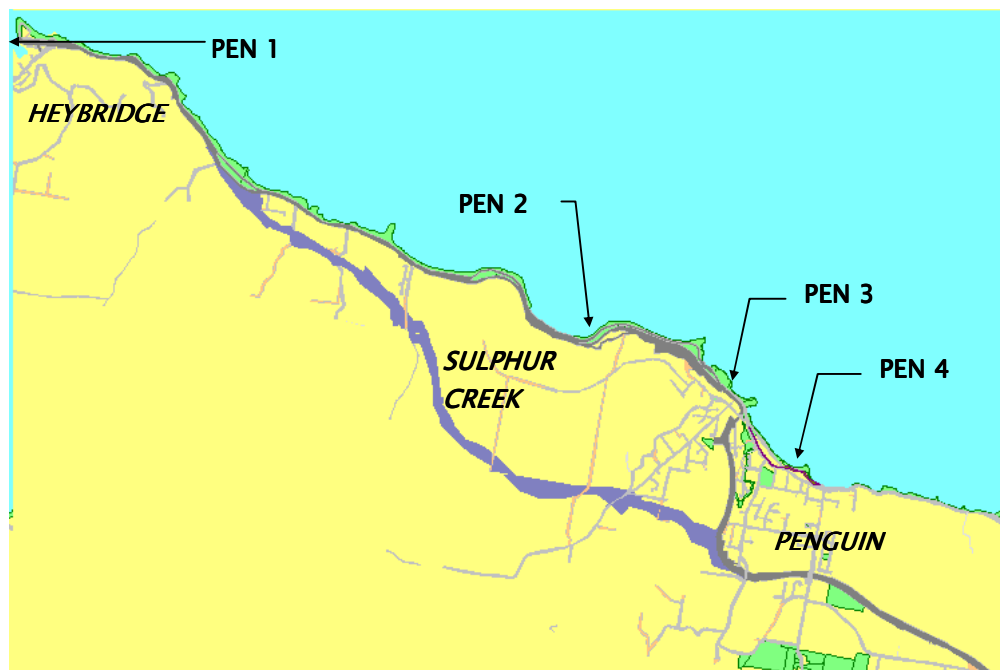 PEN 1
HEYBRIDGE
PEN 2
PEN 3
SULPHUR
CREEK
PEN 4
PENGUIN